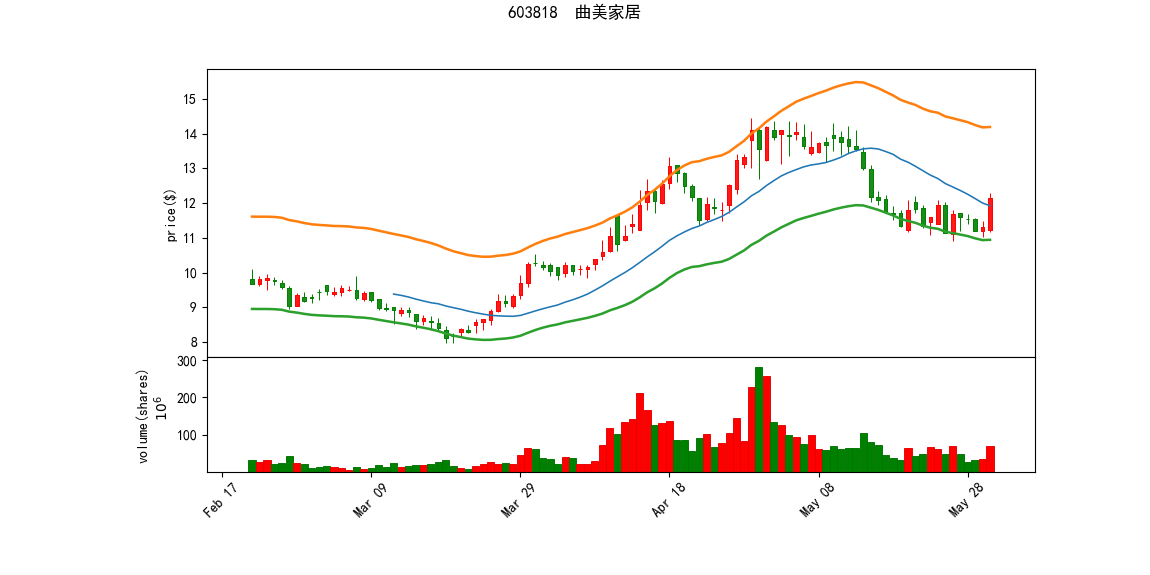 603818 曲美家居
price($)
15
14
13
12
11
10
9
8
volume(shares)
10^6
300
200
100
Feb 17
Mar 09
Mar 29
Apr 18
May 08
May 28